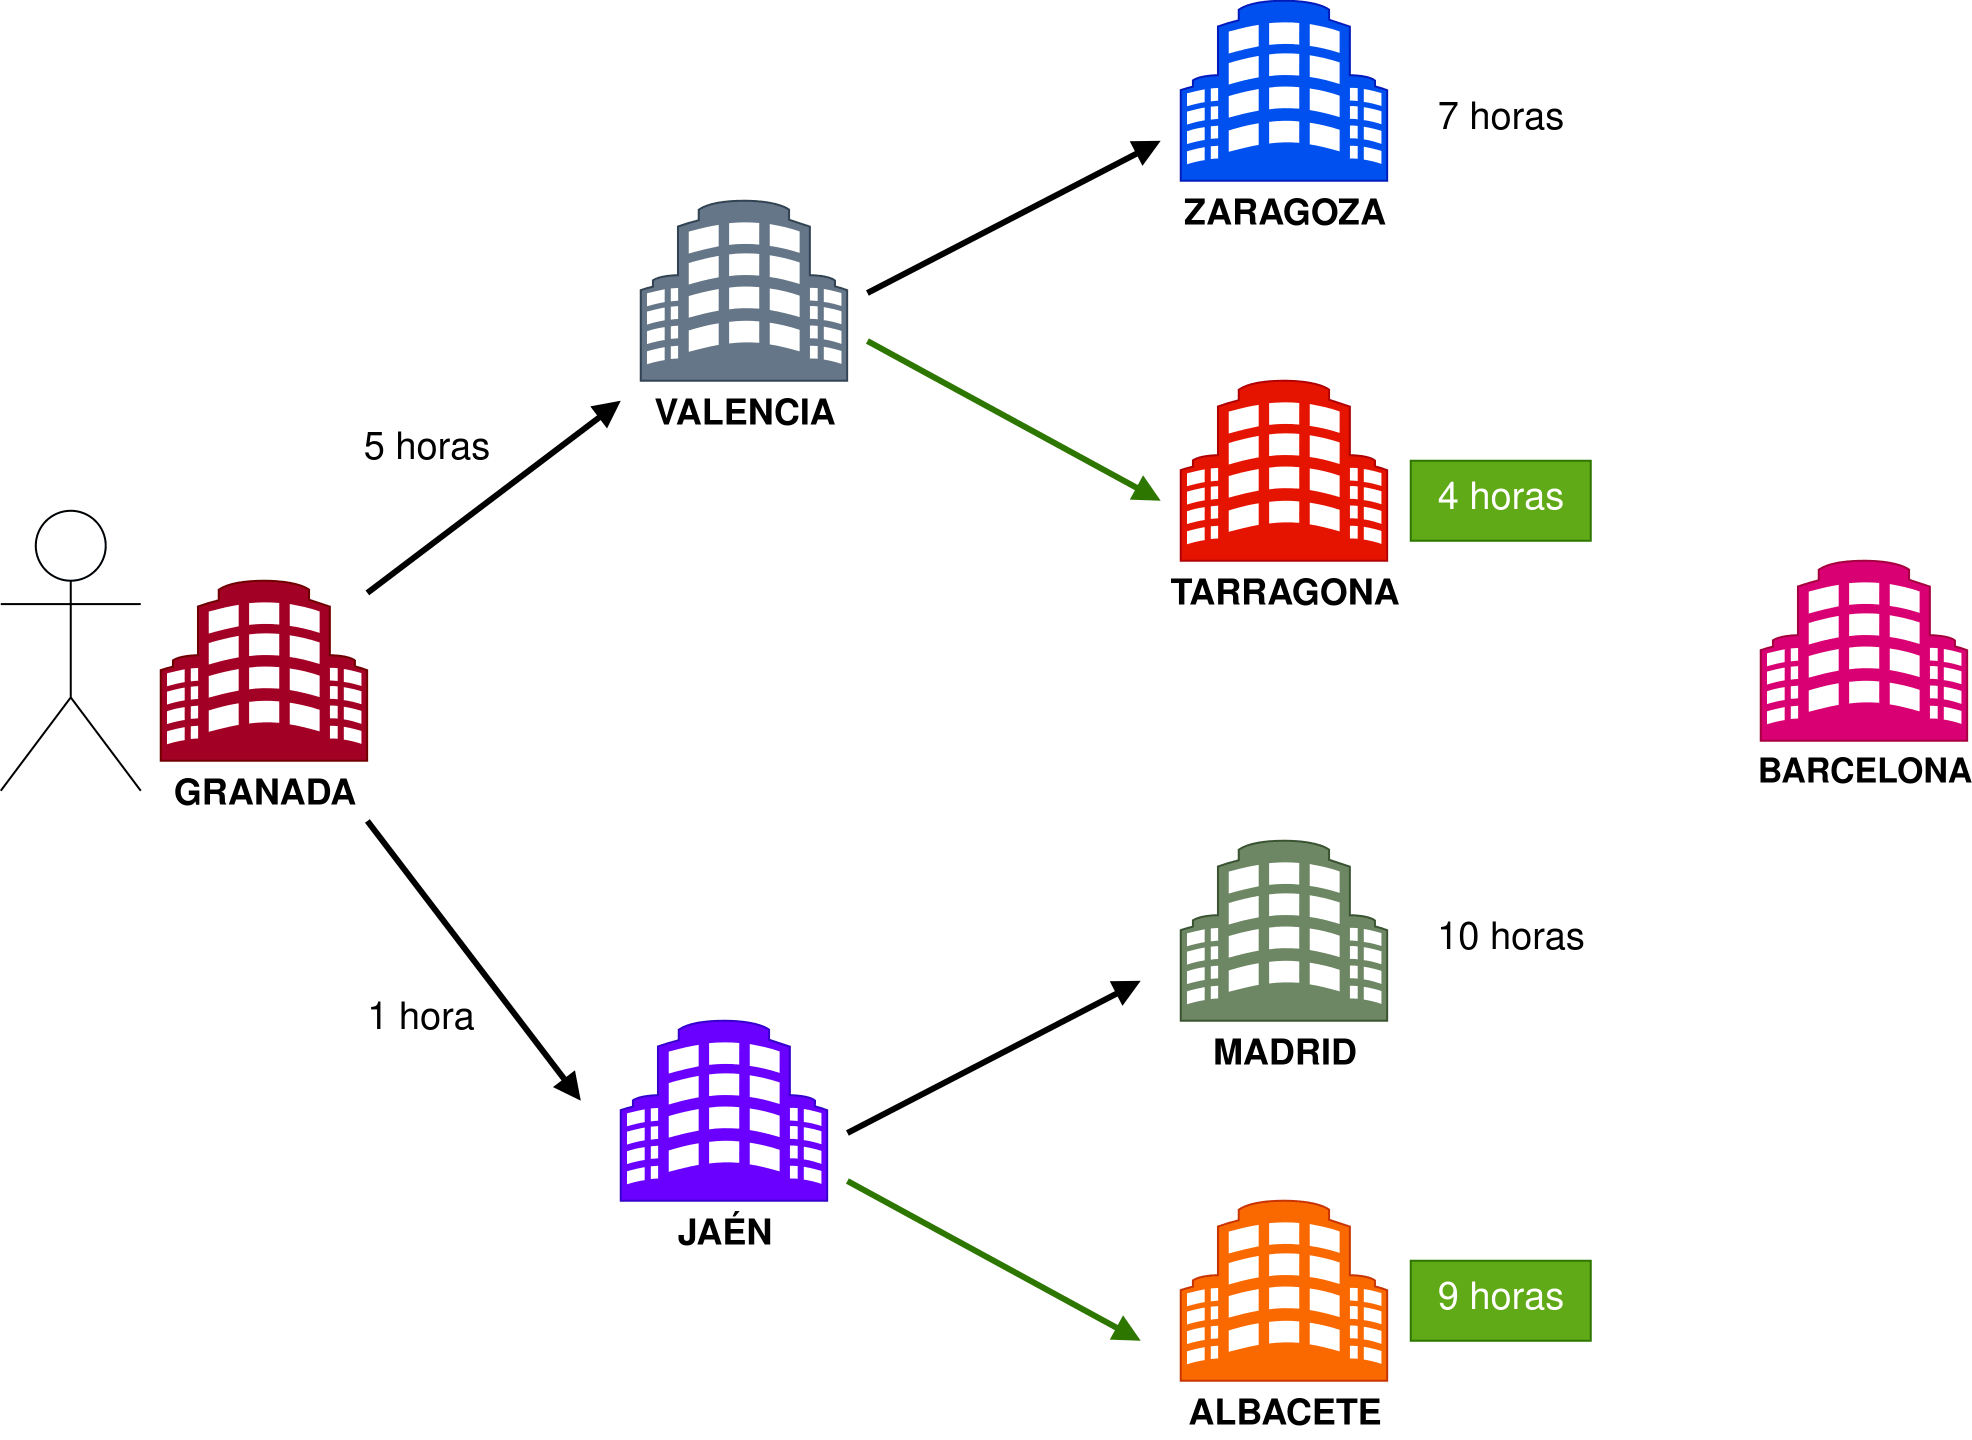 7 horas
ZARAGOZA
VALENCIA
5 horas
4 horas
TARRAGONA
GRANADA
BARCELONA
10 horas
1 hora
MADRID
JAÉN
9 horas
ALBACETE